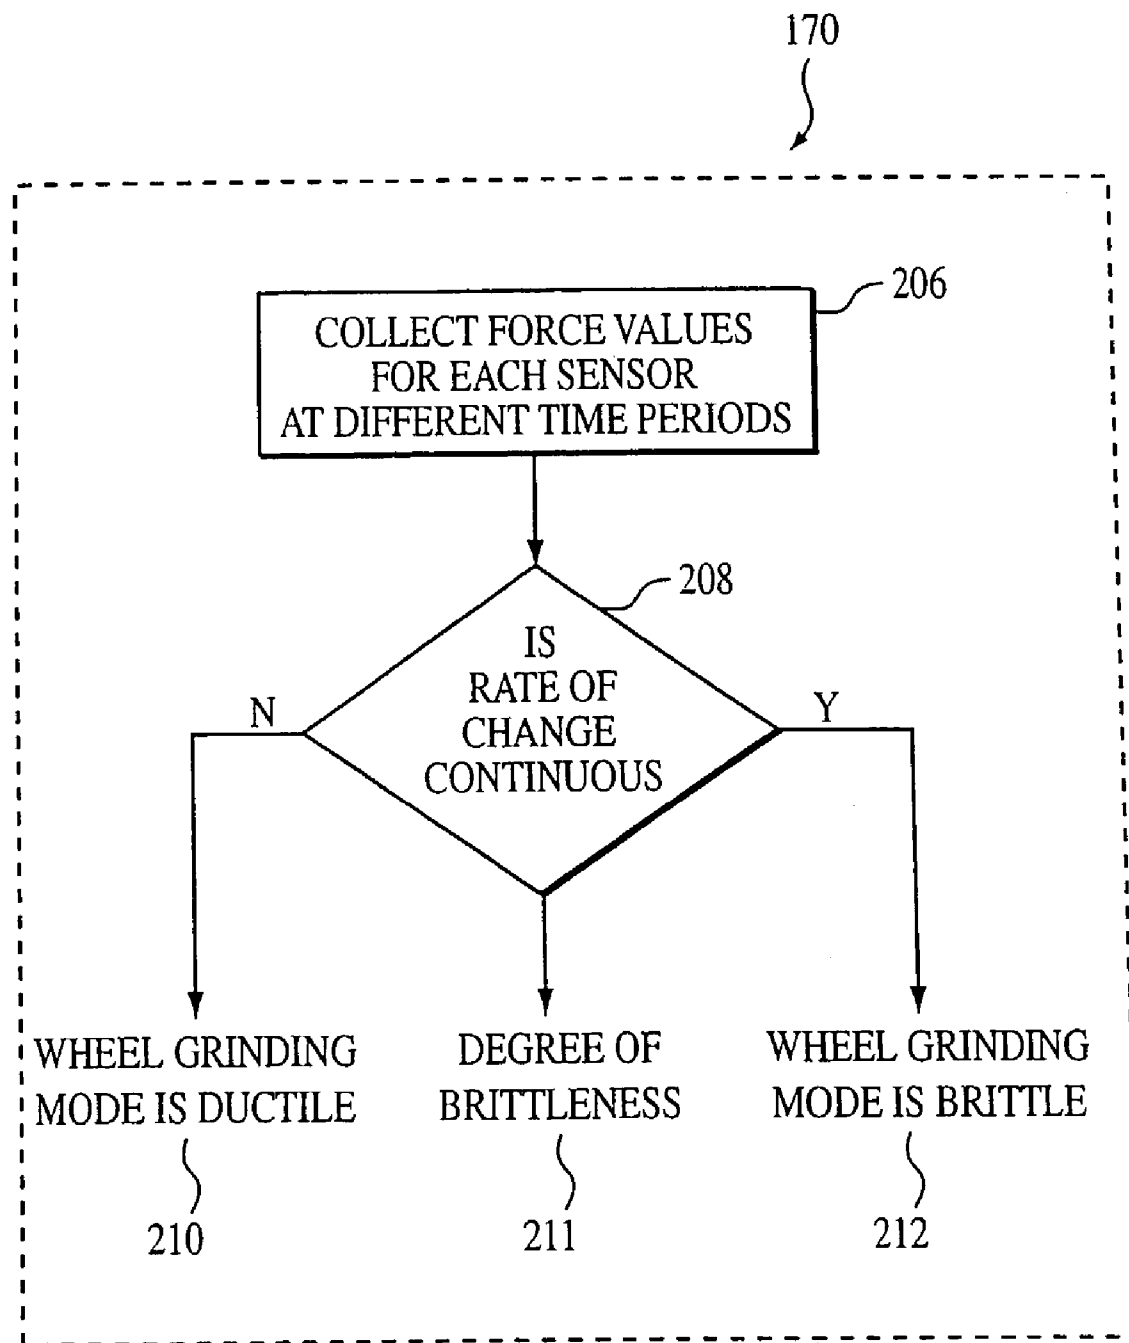 170
206
COLLECT FORCE VALUES
FOR EACH SENSOR
AT DIFFERENT TIME PERIODS
208
IS
RATE OF
CHANGE
CONTINUOUS
N
Y
WHEEL GRINDING
MODE IS DUCTILE
DEGREE OF
BRITTLENESS
WHEEL GRINDING
MODE IS BRITTLE
210
211
212